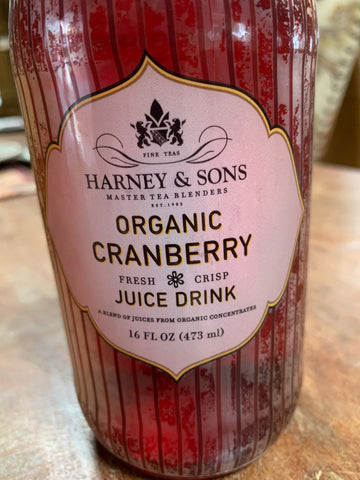 FINE TEAS
HARNEY & SONS
MASTER TEA BLENDERS
EST. 1983
ORGANIC
CRANBERRY
FRESH CRISP
JUICE DRINK
A BLEND OF JUICES FROM ORGANIC CONCENTRATES
16 FL OZ (473 ml)